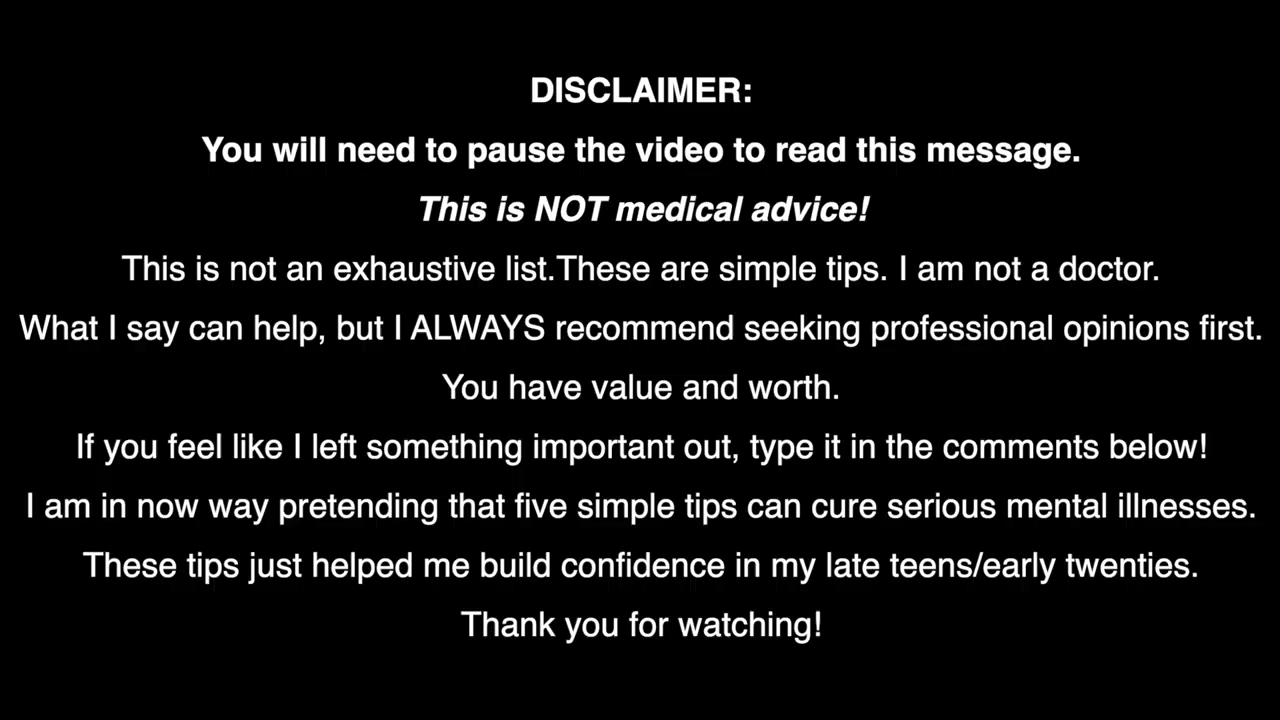 DISCLAIMER:
You will need to pause the video to read this message.
This is NOT medical advice!
This is not an exhaustive list.These are simple tips. I am not a doctor.
What I say can help, but I ALWAYS recommend seeking professional opinions first.
You have value and worth.
If you feel like I left something important out, type it in the comments below!
I am in now way pretending that five simple tips can cure serious mental illnesses.
These tips just helped me build confidence in my late teens/early twenties.
Thank you for watching!